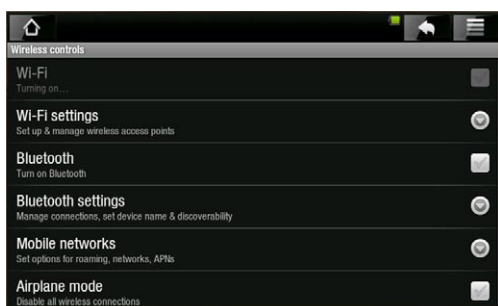 Wireless controls
Wi-Fi
Turning on...
Wi-Fi settings
Set up & manage wireless access points
Bluetooth
Turn on Bluetooth
Bluetooth settings
Manage connections, set device name & discoverability
Mobile networks
Set options for roaming, networks, APNs
Airplane mode
Disable all wireless connections